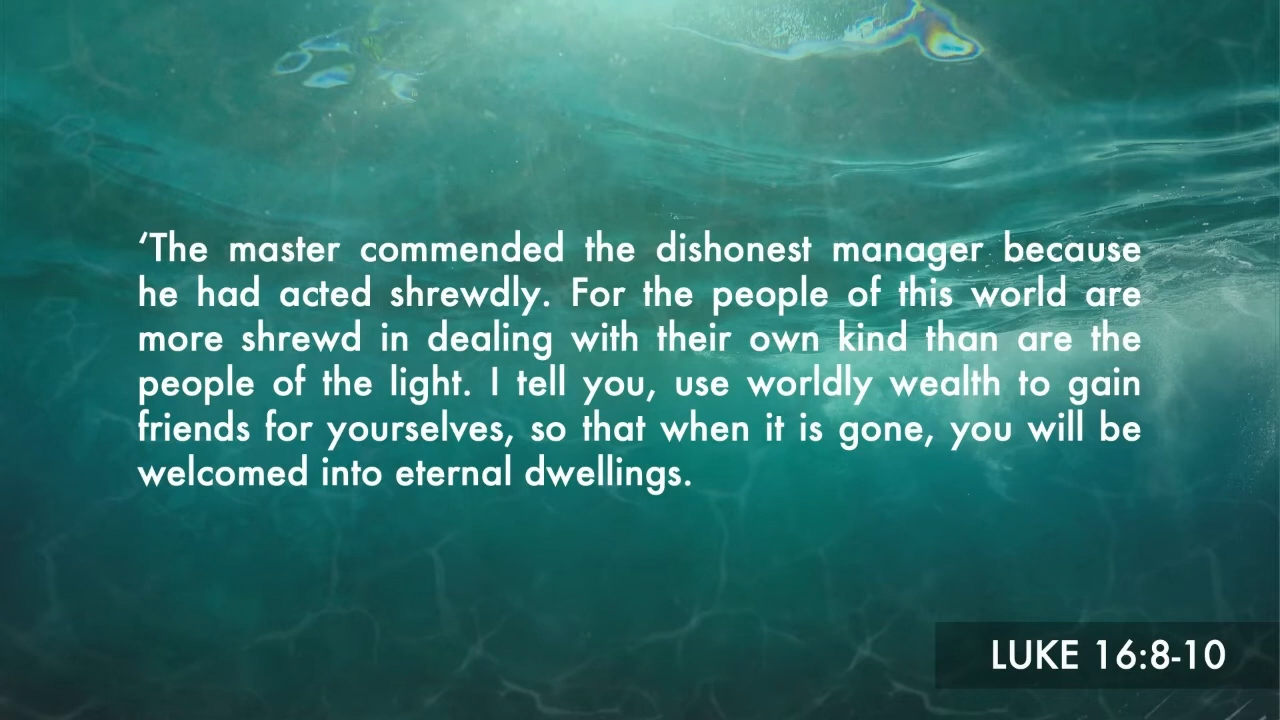 ‘The master commended the dishonest manager because
he had acted shrewdly. For the people of this world are
more shrewd in dealing with their own kind than are the
people of the light. I tell you, use worldly wealth to gain
friends for yourselves, so that when it is gone, you will be
welcomed into eternal dwellings.
LUKE 16:8-10